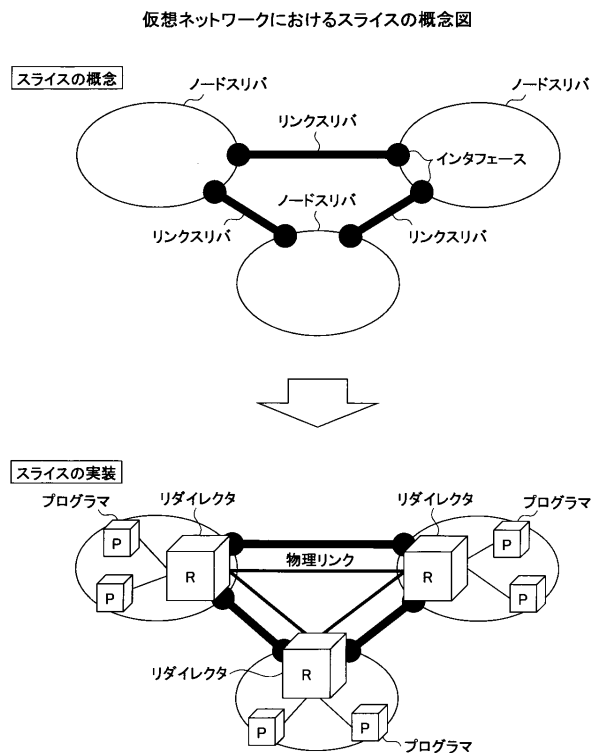 仮想ネットワークにおけるスライスの概念図
スライスの概念
ノードスリバ
ノードスリバ
リンクスリバ
インタフェース
ノードスリバ
リンクスリバ
リンクスリバ
スライスの実装
プログラマ
リダイレクタ
リダイレクタ
プログラマ
P
P
物理リンク
R
R
P
P
リダイレクタ
R
P
P
プログラマ